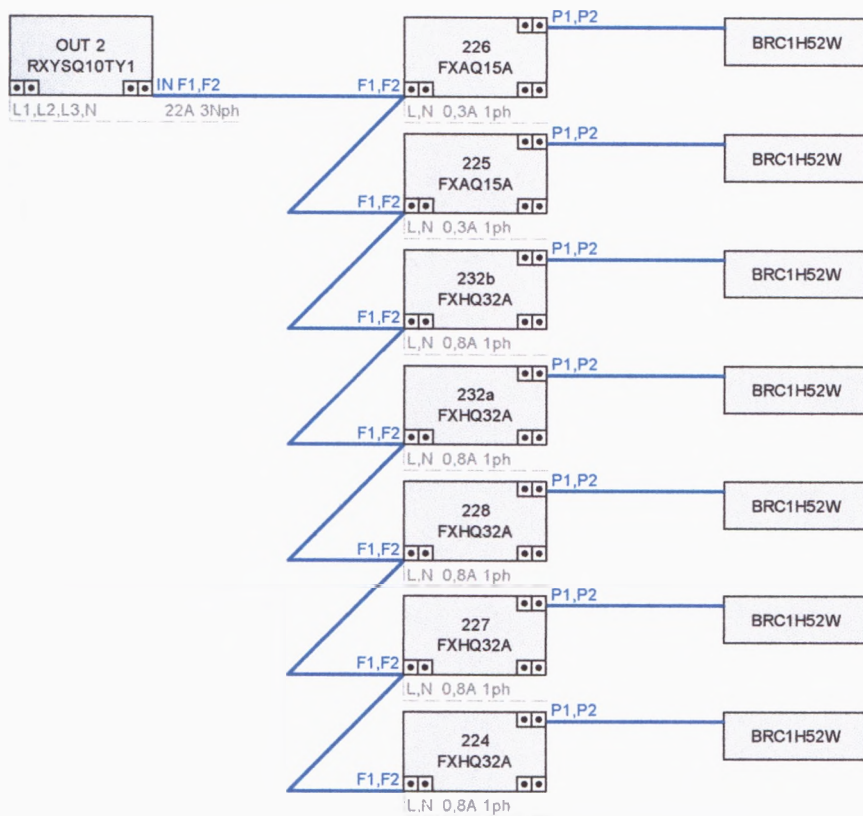 OUT 2
RXYSQ10TY1
IN F1,F2
L1,L2,L3,N 22A 3Nph
226
FXAQ15A
F1,F2
P1,P2
BRC1H52W
L,N 0,3A 1ph
225
FXAQ15A
F1,F2
P1,P2
BRC1H52W
L,N 0,3A 1ph
232b
FXHQ32A
F1,F2
P1,P2
BRC1H52W
L,N 0,8A 1ph
232a
FXHQ32A
F1,F2
P1,P2
BRC1H52W
L,N 0,8A 1ph
228
FXHQ32A
F1,F2
P1,P2
BRC1H52W
L,N 0,8A 1ph
227
FXHQ32A
F1,F2
P1,P2
BRC1H52W
L,N 0,8A 1ph
224
FXHQ32A
F1,F2
P1,P2
BRC1H52W
L,N 0,8A 1ph